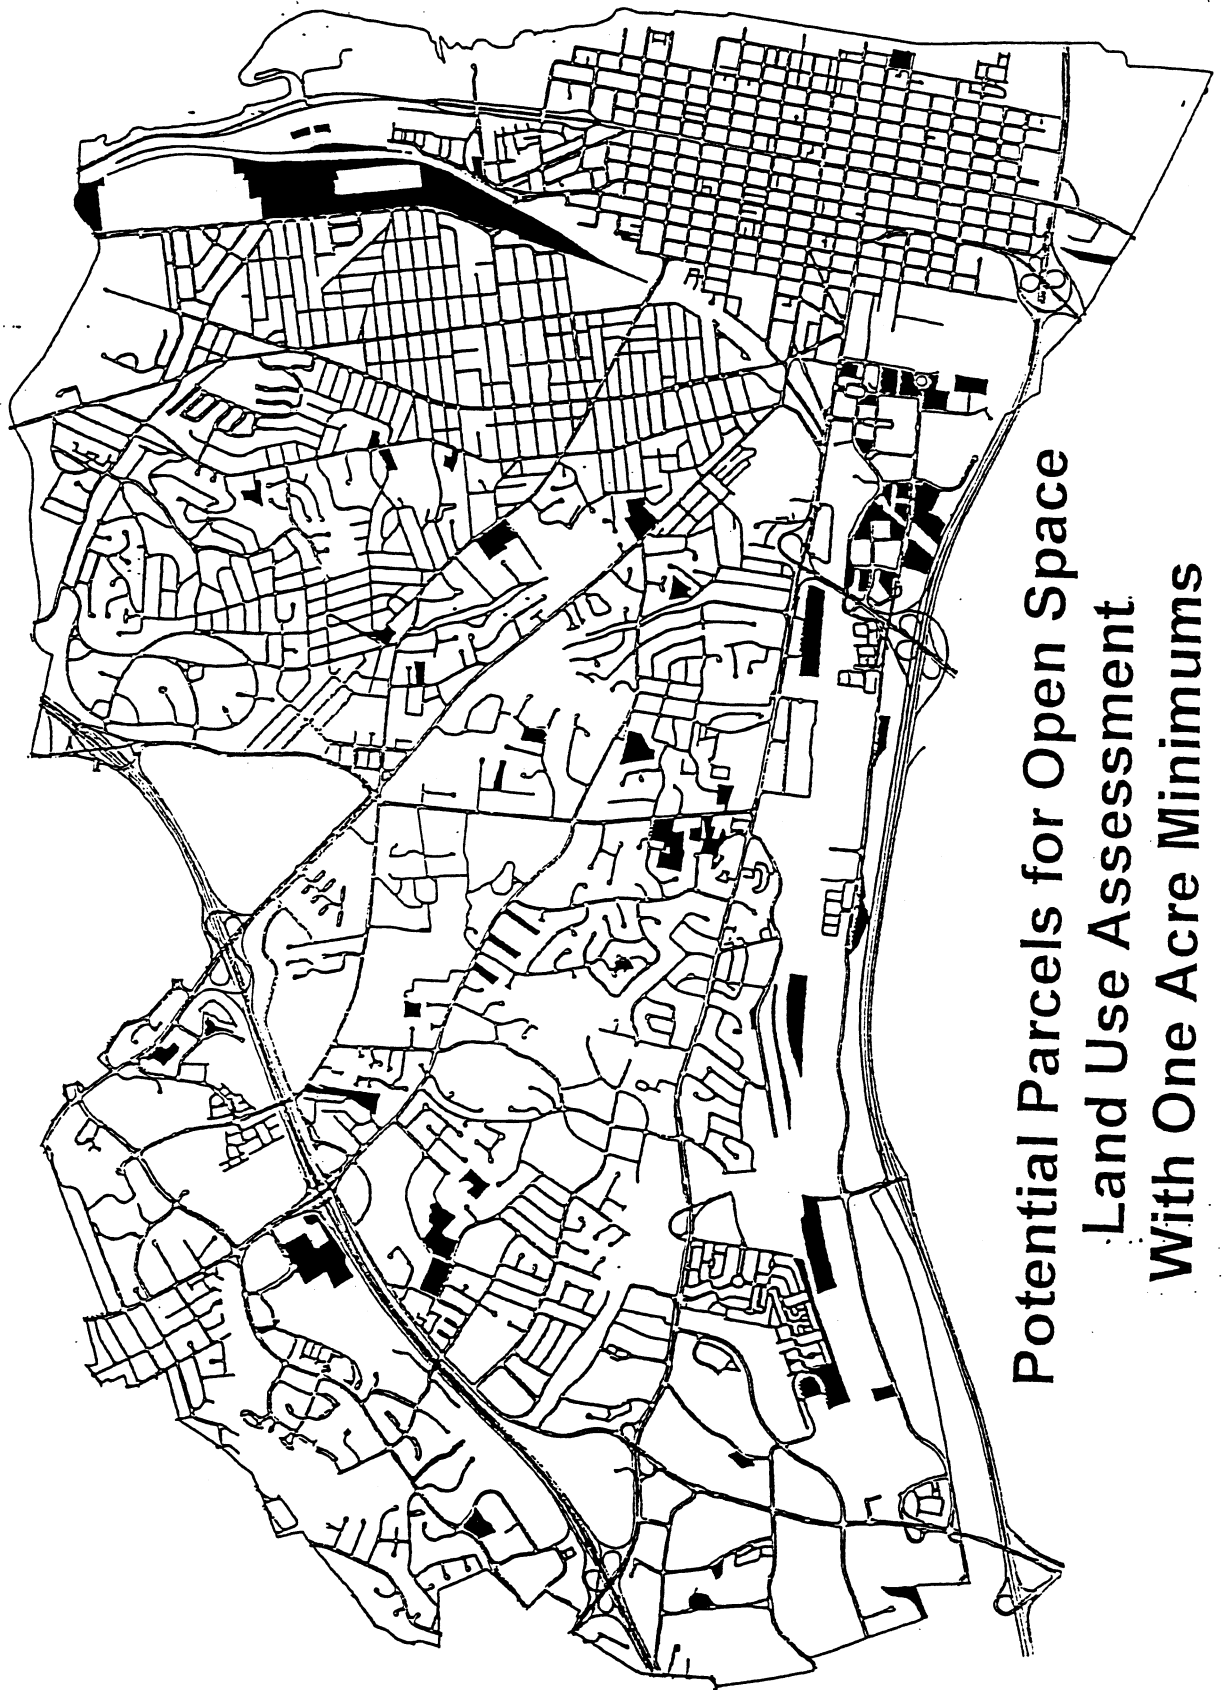 Potential Parcels for Open Space
Land Use Assessment
With One Acre Minimums